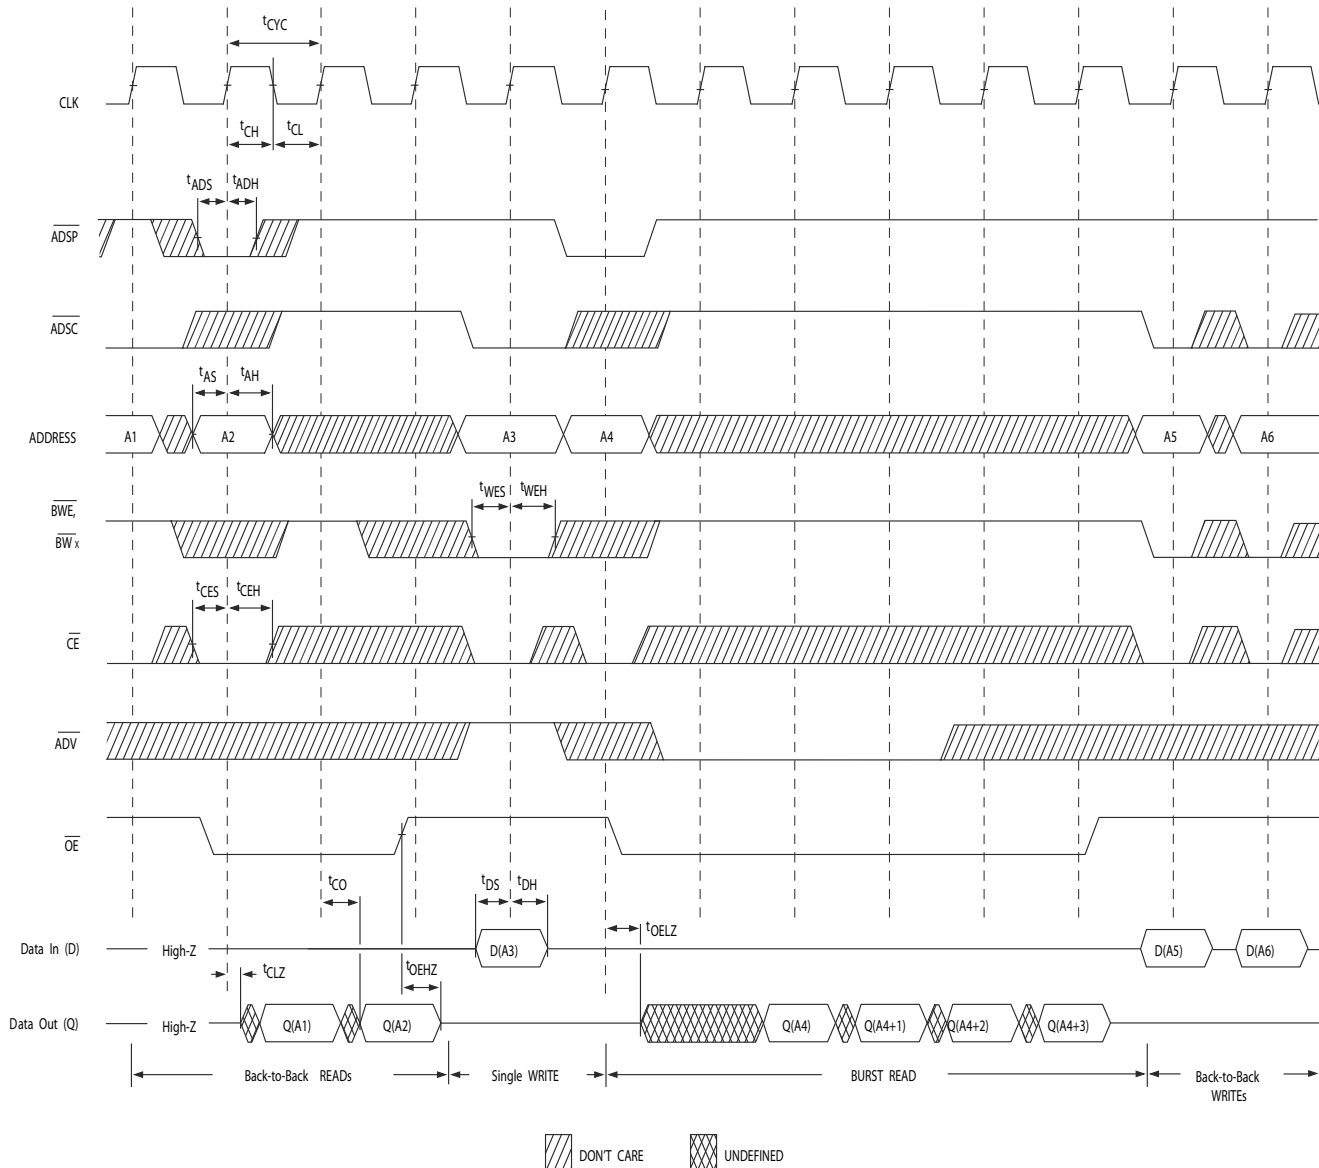 tCYC
CLK
tCH
tCL
tADS
tADH
ADSP
ADSC
tAS
tAH
ADDRESS
A1
A2
A3
A4
A5
A6
tWES
tWEH
BWE,
BW x
tCES
tCEH
CE
ADV
OE
tCO
tDS
tDH
tOELZ
Data In (D)
High-Z
D(A3)
D(A5)
D(A6)
tCLZ
tOEHZ
Data Out (Q)
High-Z
Q(A1)
Q(A2)
Q(A4)
Q(A4+1)
Q(A4+2)
Q(A4+3)
Back-to-Back READs
Single WRITE
BURST READ
Back-to-Back
WRITEs
DON'T CARE
UNDEFINED